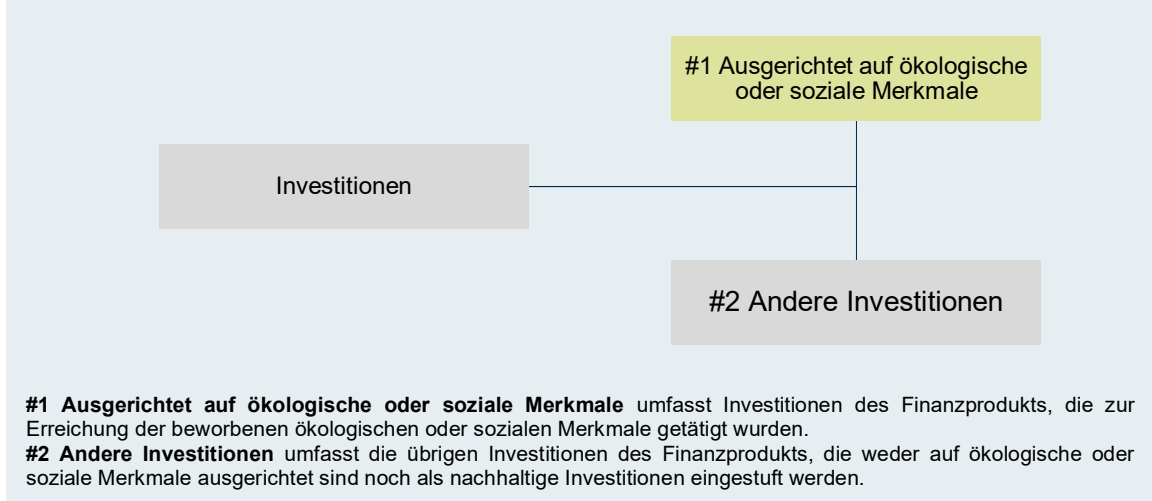 #1 Ausgerichtet auf ökologische
oder soziale Merkmale
Investitionen
#2 Andere Investitionen
#1 Ausgerichtet auf ökologische oder soziale Merkmale umfasst Investitionen des Finanzprodukts, die zur
Erreichung der beworbenen ökologischen oder sozialen Merkmale getätigt wurden.
#2 Andere Investitionen umfasst die übrigen Investitionen des Finanzprodukts, die weder auf ökologische oder
soziale Merkmale ausgerichtet sind noch als nachhaltige Investitionen eingestuft werden.